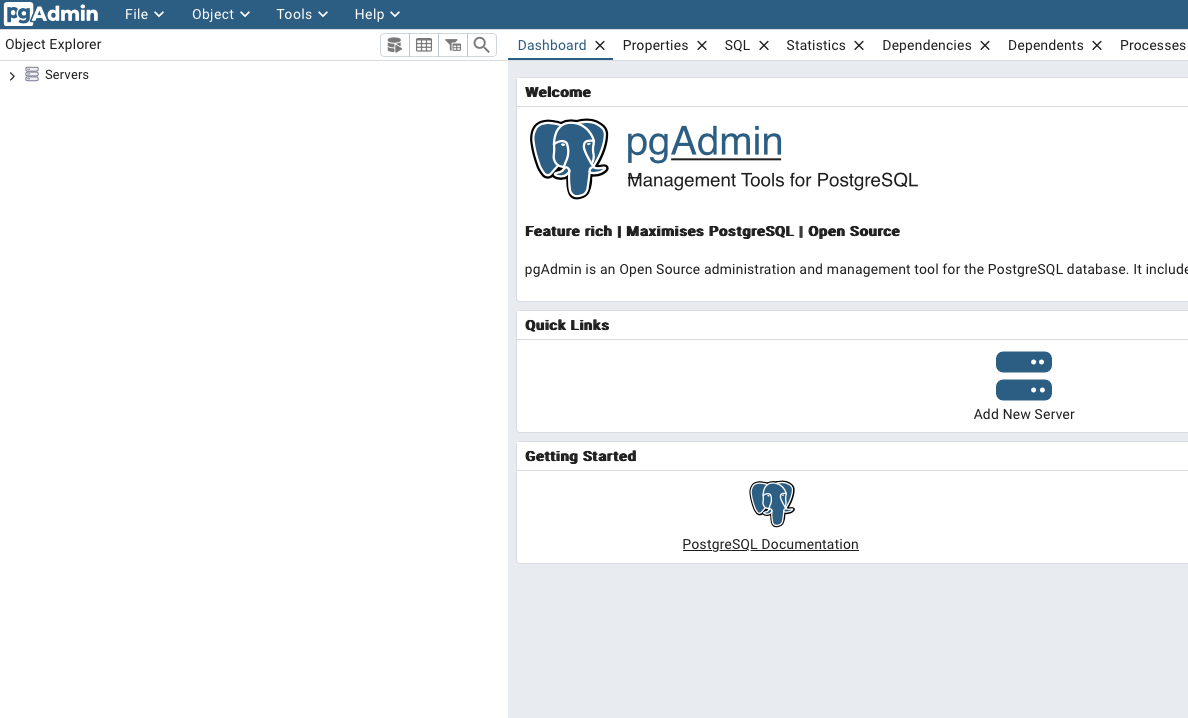 pgAdmin File Object Tools Help
Object Explorer
Dashboard Properties SQL Statistics Dependencies Dependents Processes
Servers
Welcome
pgAdmin
Management Tools for PostgreSQL
Feature rich | Maximises PostgreSQL | Open Source
pgAdmin is an Open Source administration and management tool for the PostgreSQL database. It include
Quick Links
Add New Server
Getting Started
PostgreSQL Documentation